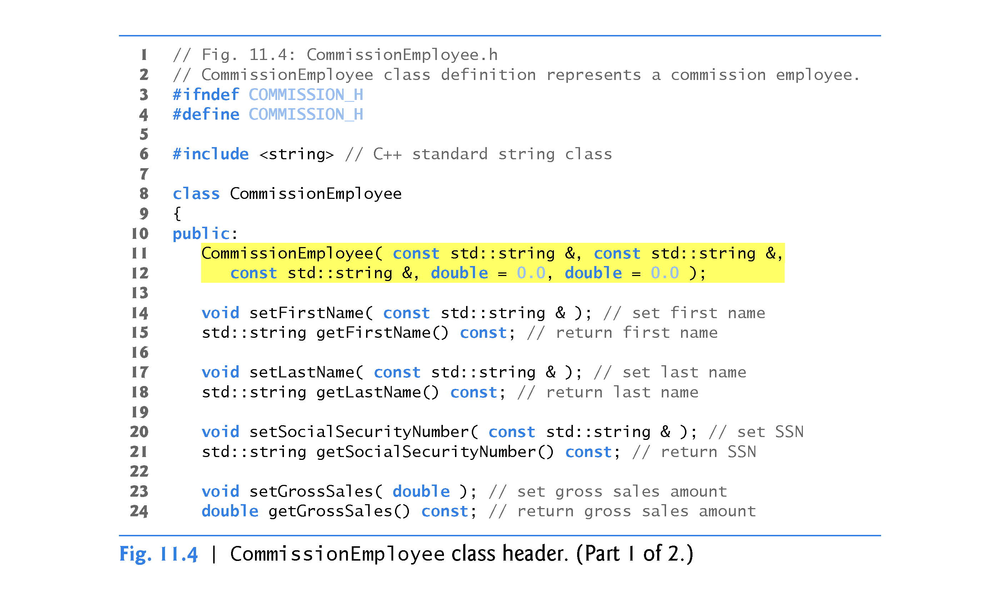 1 // Fig. 11.4: CommissionEmployee.h
2 // CommissionEmployee class definition represents a commission employee.
3 #ifndef COMMISSION_H
4 #define COMMISSION_H
5
6 #include <string> // C++ standard string class
7
8 class CommissionEmployee
9 {
10 public:
11 CommissionEmployee( const std::string &, const std::string &,
12 const std::string &, double = 0.0, double = 0.0 );
13
14 void setFirstName( const std::string & ); // set first name
15 std::string getFirstName() const; // return first name
16
17 void setLastName( const std::string & ); // set last name
18 std::string getLastName() const; // return last name
19
20 void setSocialSecurityNumber( const std::string & ); // set SSN
21 std::string getSocialSecurityNumber() const; // return SSN
22
23 void setGrossSales( double ); // set gross sales amount
24 double getGrossSales() const; // return gross sales amount
Fig. 11.4 | CommissionEmployee class header. (Part 1 of 2.)